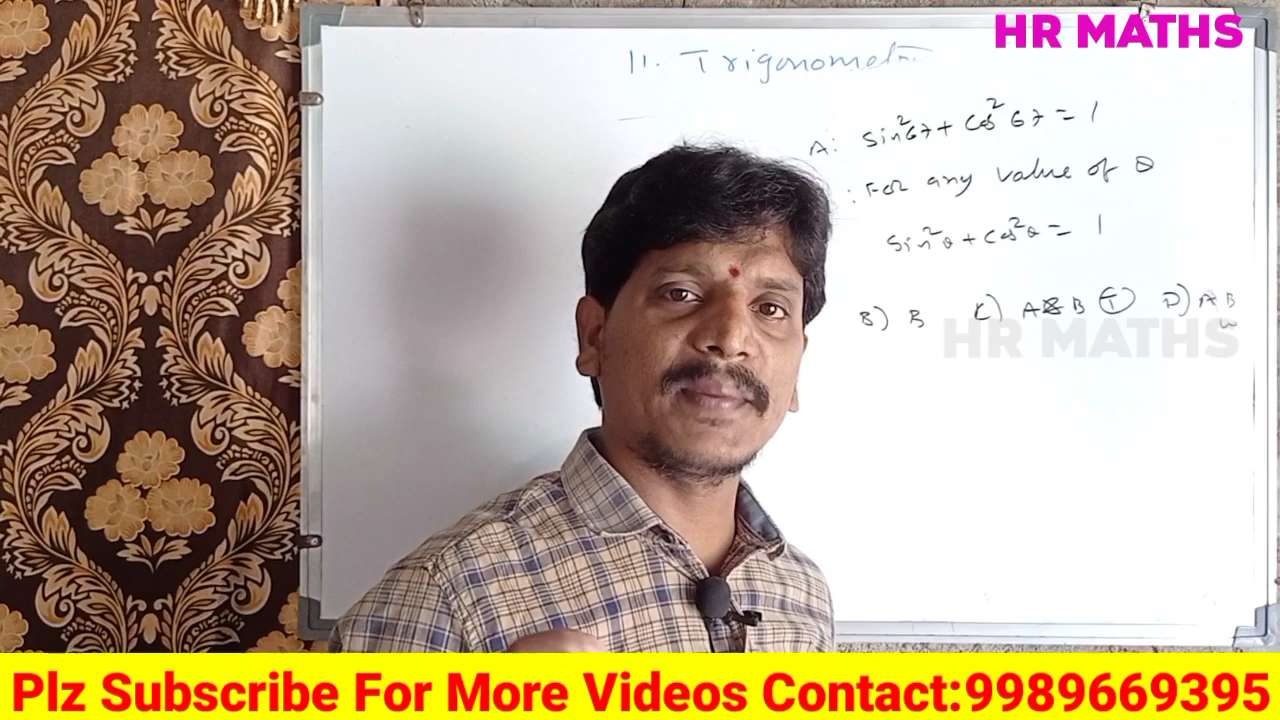 HR MATHS
11. Trigonomet
A: Sin²67 + Cos²67 = 1
: For any value of θ
Sin²θ + Cos²θ = 1
B) B C) A & B (T) D) A B
HR MATHS
Plz Subscribe For More Videos Contact:9989669395